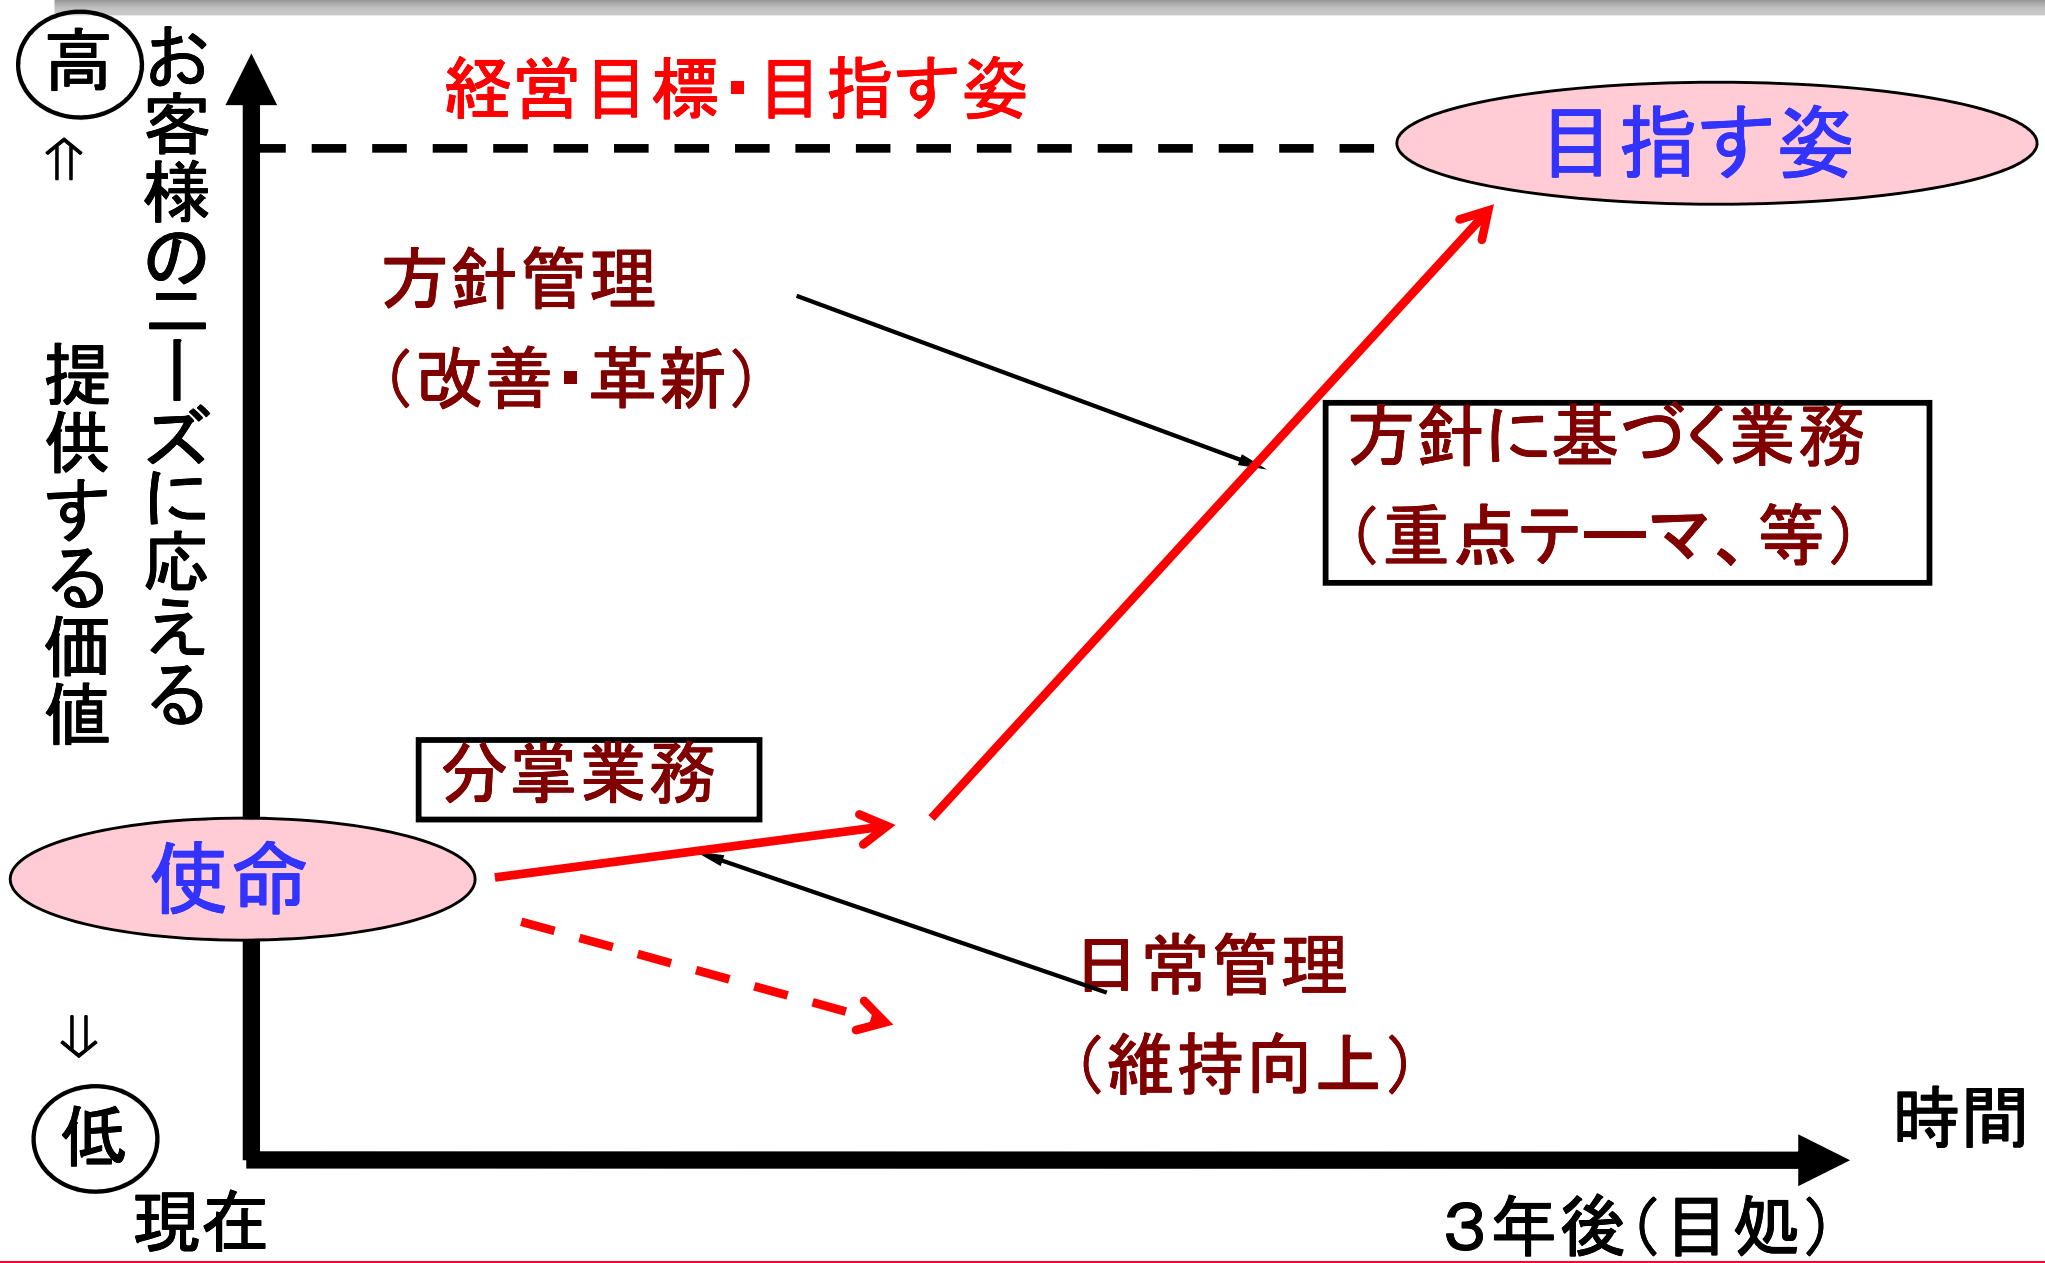 高
⇑
お客様のニーズに応える
提供する価値
⇓
低
経営目標・目指す姿
目指す姿
方針管理
（改善・革新）
方針に基づく業務
（重点テーマ、等）
分掌業務
使命
日常管理
（維持向上）
時間
現在
３年後（目処）